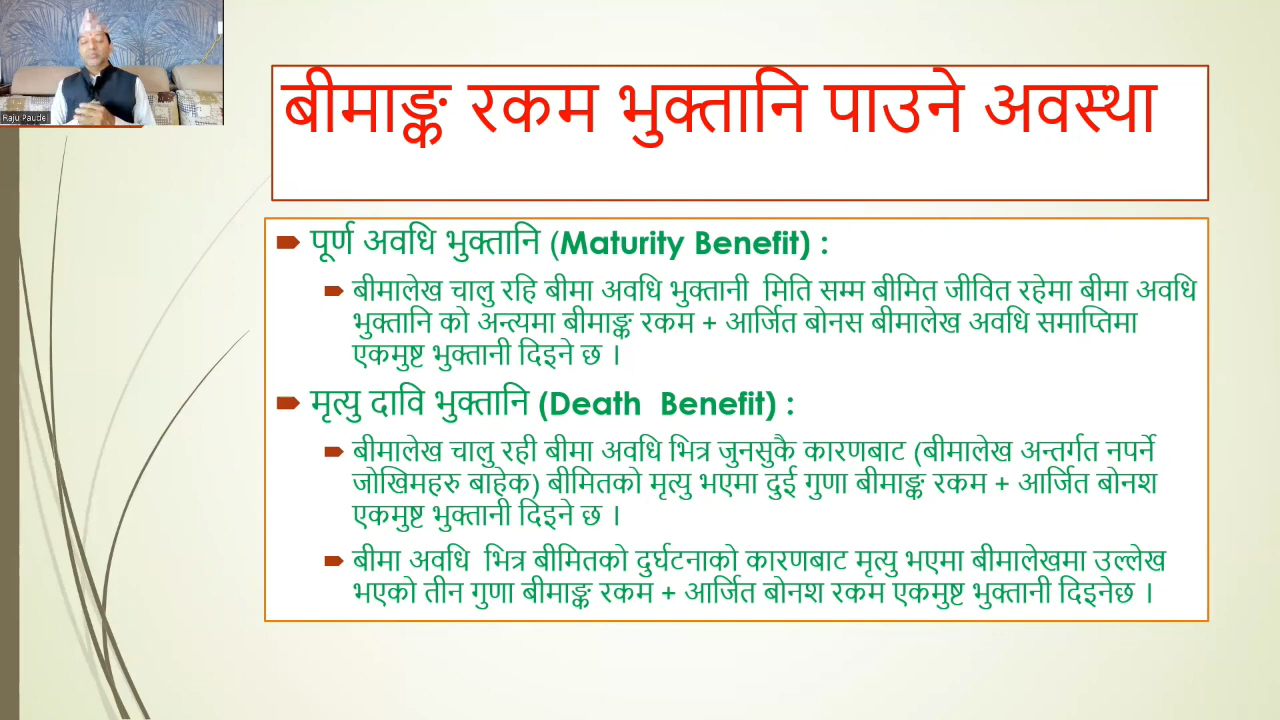 Raju Paudel
बीमाङ्क रकम भुक्तानि पाउने अवस्था
पूर्ण अवधि भुक्तानि (Maturity Benefit) :
बीमालेख चालु रहि बीमा अवधि भुक्तानी मिति सम्म बीमित जीवित रहेमा बीमा अवधि
भुक्तानि को अन्त्यमा बीमाङ्क रकम + आर्जित बोनस बीमालेख अवधि समाप्तिमा
एकमुष्ट भुक्तानी दिइने छ ।
मृत्यु दावि भुक्तानि (Death Benefit) :
बीमालेख चालु रही बीमा अवधि भित्र जुनसुकै कारणबाट (बीमालेख अन्तर्गत नपर्ने
जोखिमहरु बाहेक) बीमितको मृत्यु भएमा दुई गुणा बीमाङ्क रकम + आर्जित बोनश
एकमुष्ट भुक्तानी दिइने छ ।
बीमा अवधि भित्र बीमितको दुर्घटनाको कारणबाट मृत्यु भएमा बीमालेखमा उल्लेख
भएको तीन गुणा बीमाङ्क रकम + आर्जित बोनश रकम एकमुष्ट भुक्तानी दिइनेछ ।